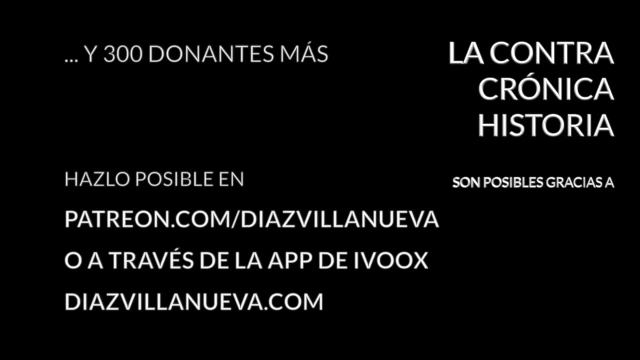 ... Y 300 DONANTES MÁS
HAZLO POSIBLE EN
PATREON.COM/DIAZVILLANUEVA
O A TRAVÉS DE LA APP DE IVOOX
DIAZVILLANUEVA.COM
LA CONTRA
CRÓNICA
HISTORIA
SON POSIBLES GRACIAS A